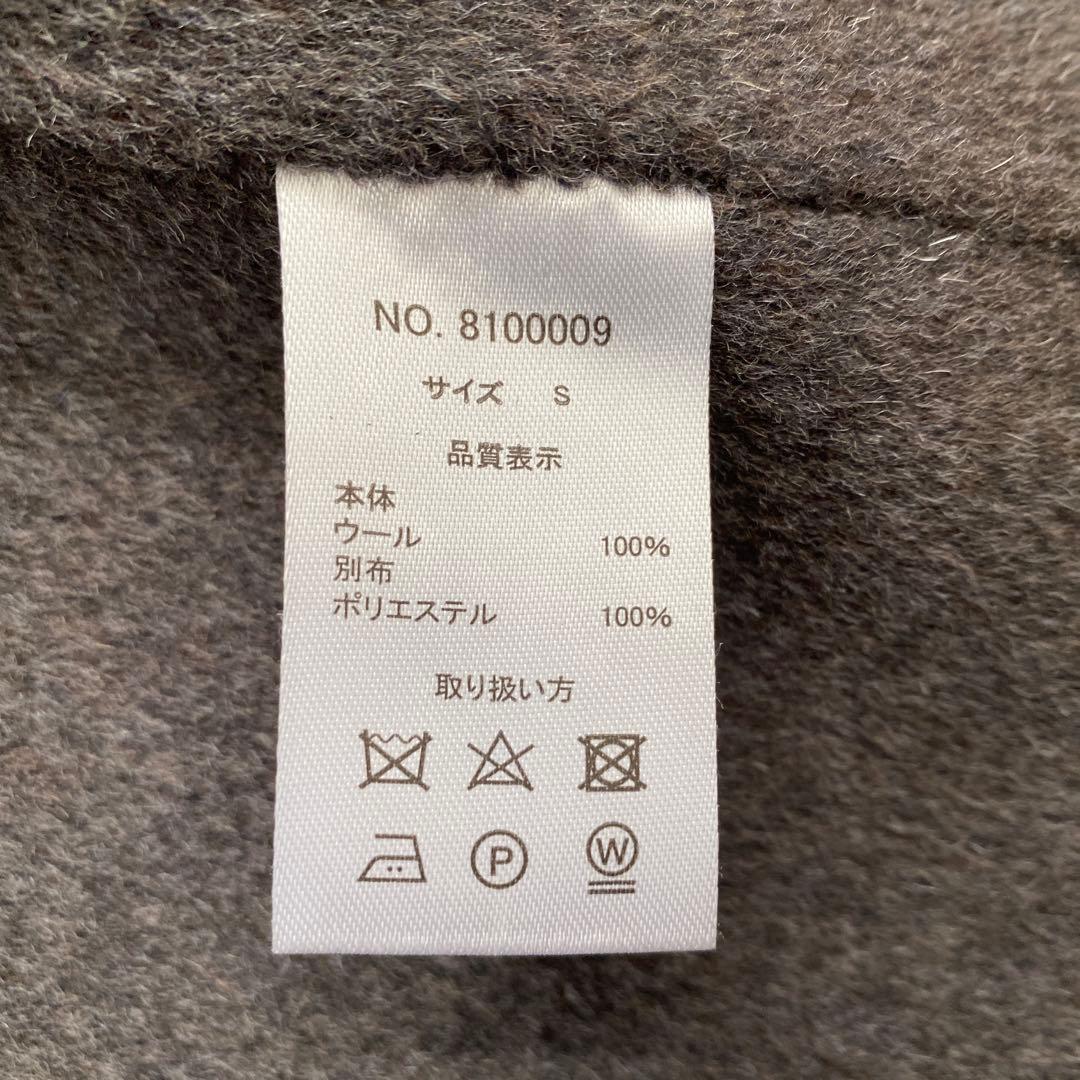 NO. 8100009
サイズ S
品質表示
本体
ウール 100%
別布
ポリエステル 100%
取り扱い方
P W